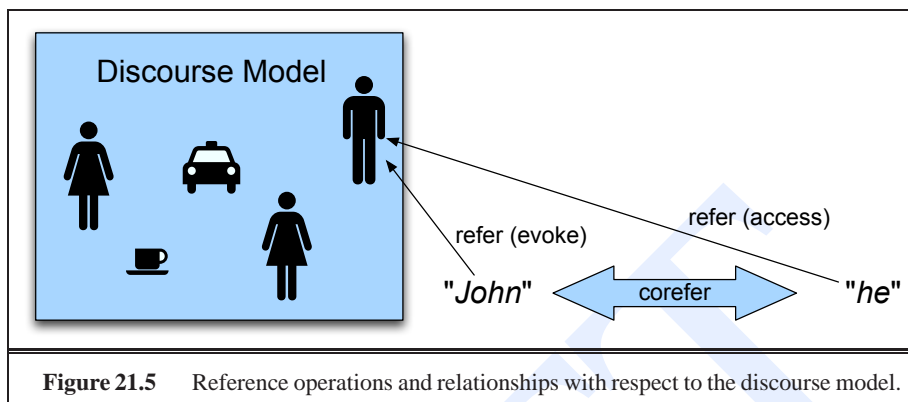 Discourse Model
refer (access)
refer (evoke)
"John"
corefer
"he"
Figure 21.5 Reference operations and relationships with respect to the discourse model.